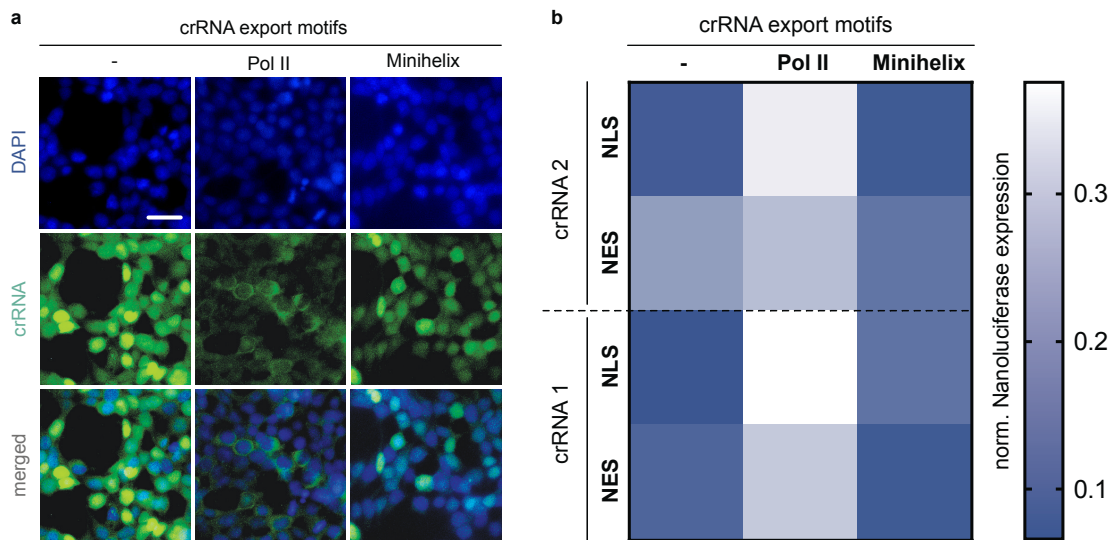 a
crRNA export motifs
-
Pol II
Minihelix
DAPI
crRNA
merged
b
crRNA export motifs
-
Pol II
Minihelix
crRNA 2
NLS
NES
crRNA 1
NLS
NES
0.3
0.2
0.1
norm. Nanoluciferase expression